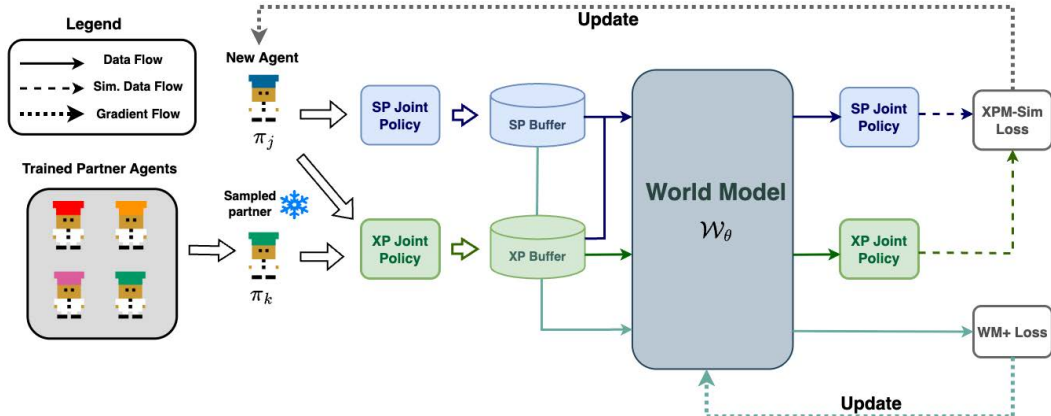 Legend
Data Flow
Sim. Data Flow
Gradient Flow
Trained Partner Agents
Update
New Agent
π_j
Sampled
partner
π_k
SP Joint
Policy
SP Buffer
XP Joint
Policy
XP Buffer
World Model
𝒲_θ
SP Joint
Policy
XPM-Sim
Loss
XP Joint
Policy
WM+ Loss
Update